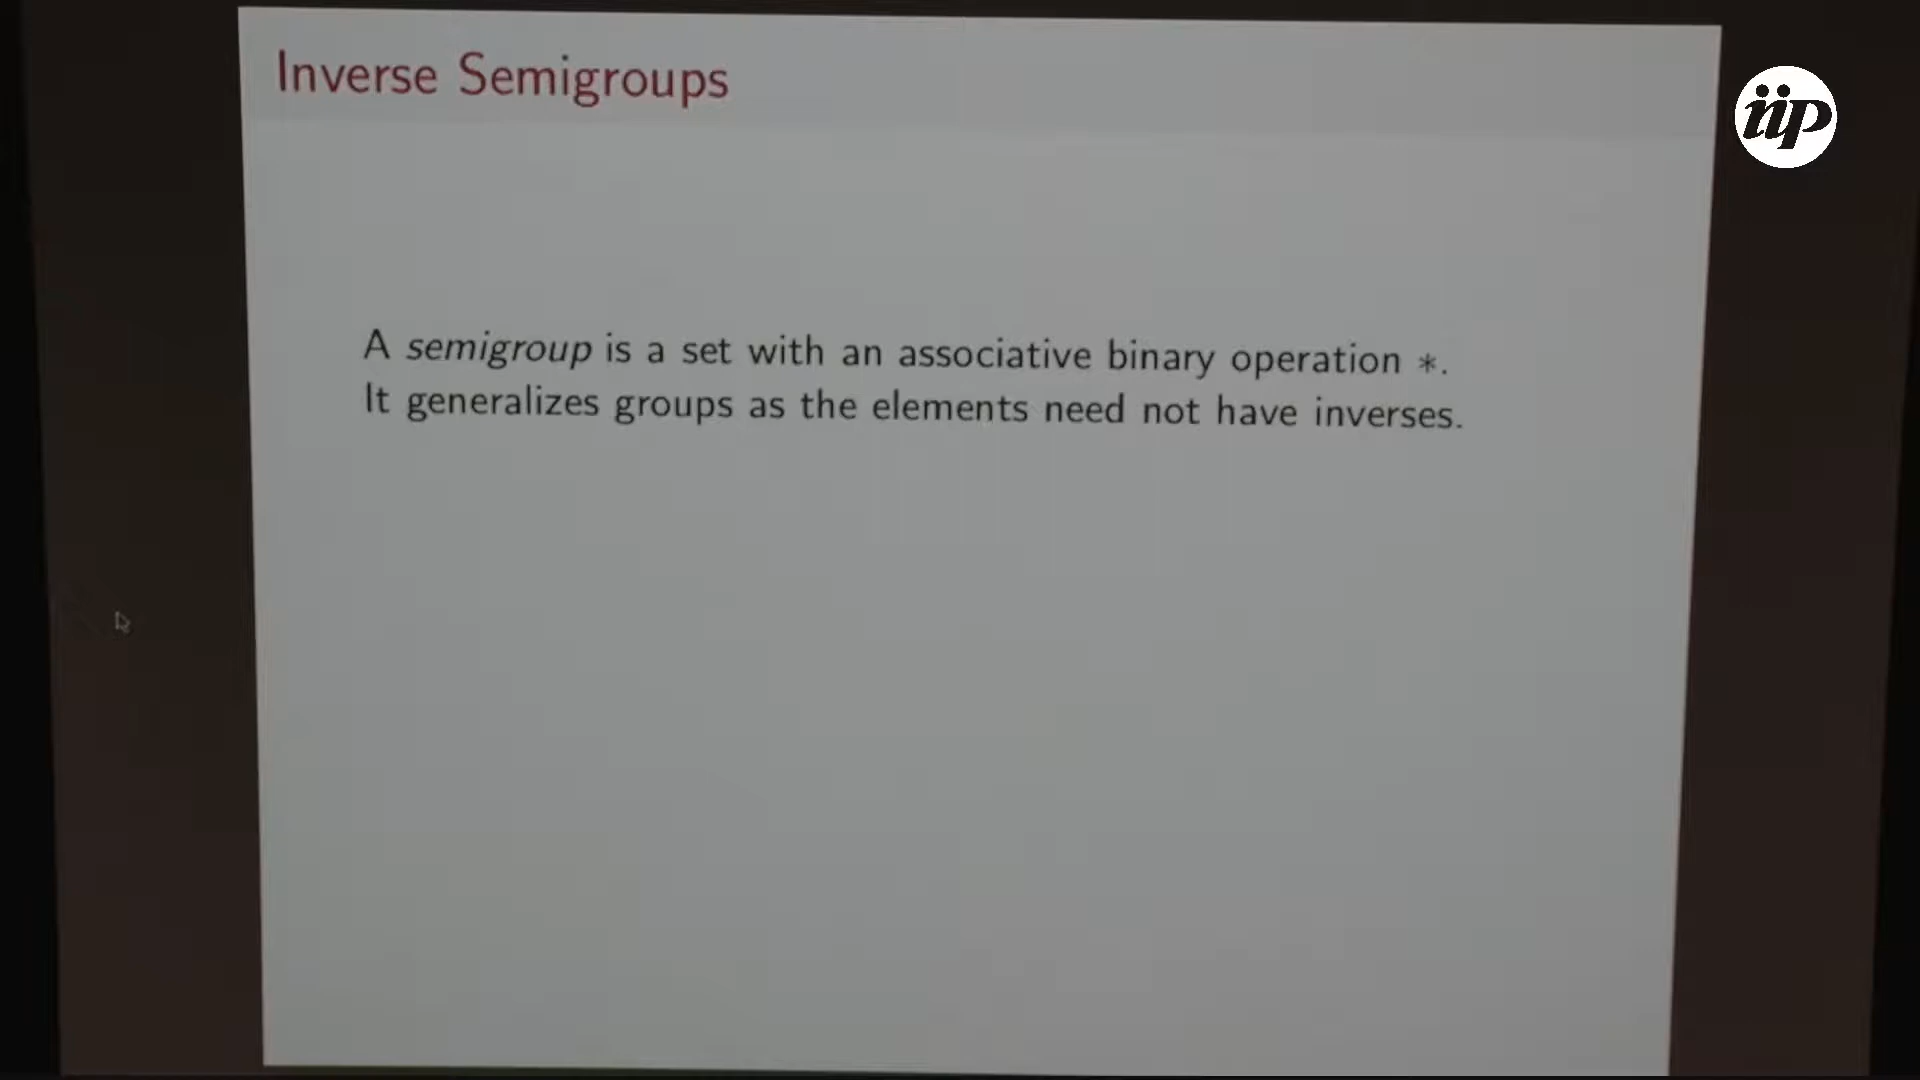 Inverse Semigroups
iip
A semigroup is a set with an associative binary operation *.
It generalizes groups as the elements need not have inverses.